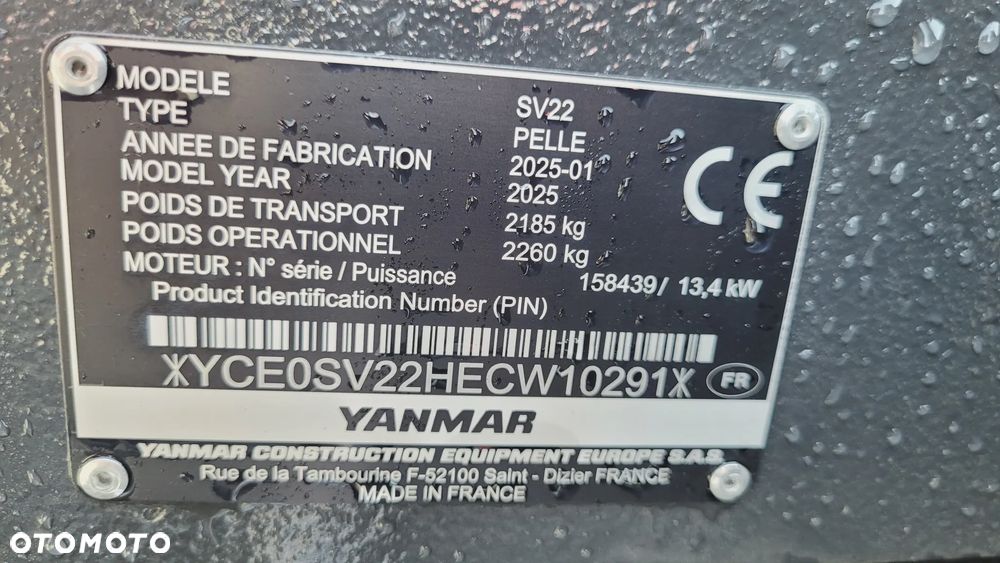 MODELE SV22
TYPE PELLE
ANNEE DE FABRICATION 2025-01
MODEL YEAR 2025
POIDS DE TRANSPORT 2185 kg
POIDS OPERATIONNEL 2260 kg
MOTEUR : N° série / Puissance 158439 / 13,4 kW
Product Identification Number (PIN)
YCE0SV22HECW10291
FR
CE
YANMAR
YANMAR CONSTRUCTION EQUIPMENT EUROPE S.A.S.
Rue de la Tambourine F-52100 Saint - Dizier FRANCE
MADE IN FRANCE
OTOMOTO